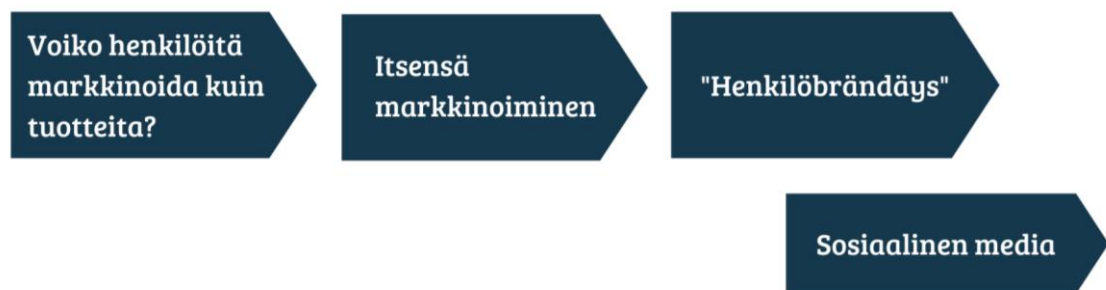 Voiko henkilöitä
markkinoida kuin
tuotteita?
Itsensä
markkinoiminen
"Henkilöbrändäys"
Sosiaalinen media